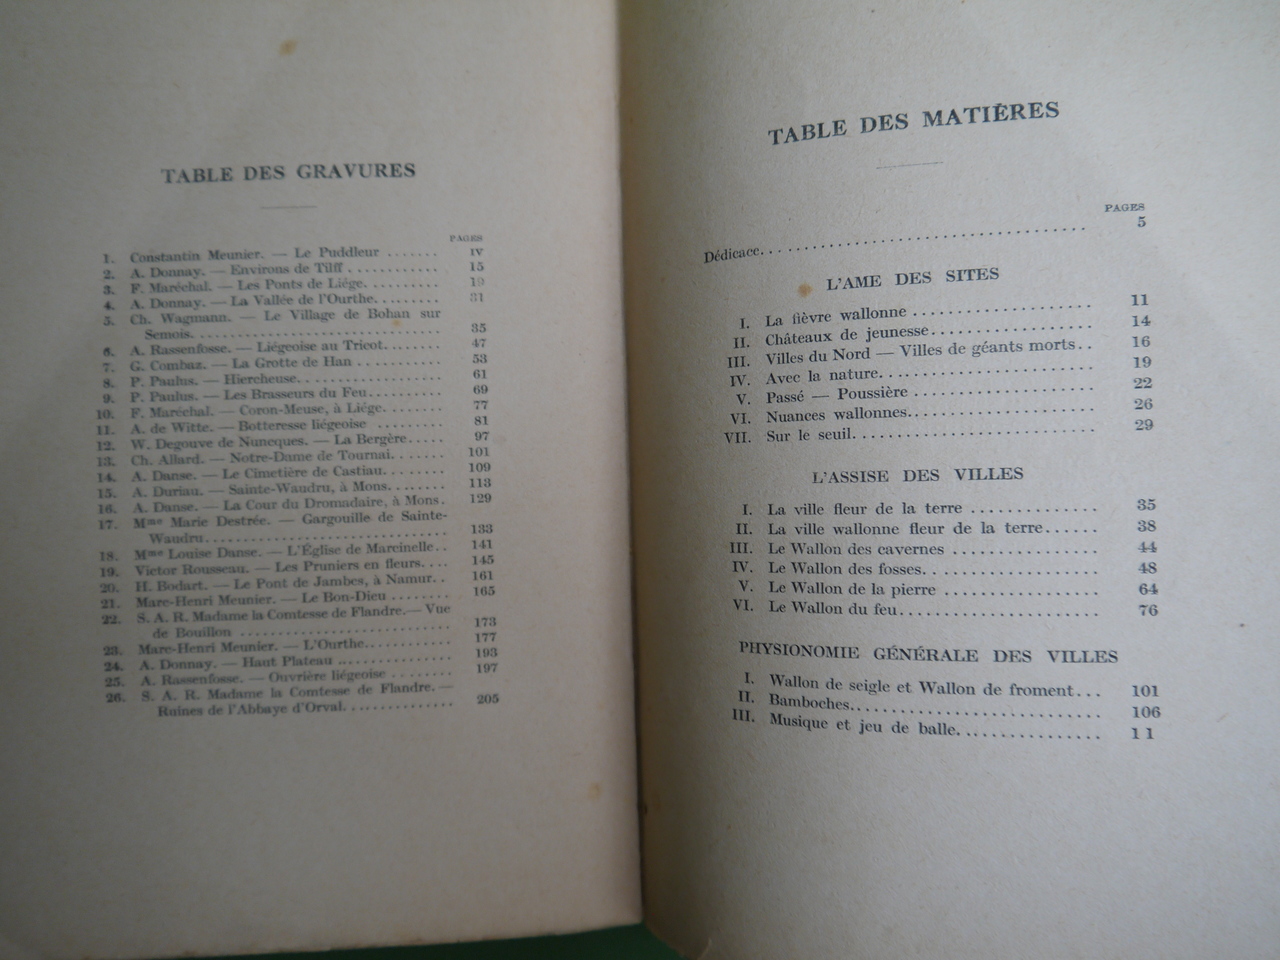 TABLE DES GRAVURES
PAGES
1. Constantin Meunier. — Le Puddleur ....... IV
2. A. Donnay. — Environs de Tilff ............ 15
3. F. Maréchal. — Les Ponts de Liége.......... 19
4. A. Donnay. — La Vallée de l'Ourthe......... 31
5. Ch. Wagmann. — Le Village de Bohan sur
Semois................................ 35
6. A. Rassenfosse. — Liégeoise au Tricot........ 47
7. G. Combaz. — La Grotte de Han ........... 53
8. P. Paulus. — Hiercheuse.................. 61
9. P. Paulus. — Les Brasseurs du Feu.......... 69
10. F. Maréchal. — Coron-Meuse, à Liége........ 77
11. A. de Witte. — Botteresse liégeoise ......... 81
12. W. Degouve de Nuncques. — La Bergère..... 97
13. Ch. Allard. — Notre-Dame de Tournai....... 101
14. A. Danse. — Le Cimetière de Castiau........ 109
15. A. Duriau. — Sainte-Waudru, à Mons........ 113
16. A. Danse. — La Cour du Dromadaire, à Mons. 129
17. Mme Marie Destrée. — Gargouille de Sainte-
Waudru............................... 133
18. Mme Louise Danse. — L'Église de Marcinelle.. 141
19. Victor Rousseau. — Les Pruniers en fleurs.... 145
20. H. Bodart. — Le Pont de Jambes, à Namur.. 161
21. Marc-Henri Meunier. — Le Bon-Dieu ........ 165
22. S. A. R. Madame la Comtesse de Flandre.— Vue
de Bouillon ........................... 173
23. Marc-Henri Meunier. — L'Ourthe........... 177
24. A. Donnay. — Haut Plateau ............... 193
25. A. Rassenfosse. — Ouvrière liégeoise ........ 197
26. S. A. R. Madame la Comtesse de Flandre. —
Ruines de l'Abbaye d'Orval.............. 205
TABLE DES MATIÈRES
PAGES
Dédicace................................... 5
L'AME DES SITES
I. La fièvre wallonne ...................... 11
II. Châteaux de jeunesse.................... 14
III. Villes du Nord — Villes de géants morts.. 16
IV. Avec la nature.......................... 19
V. Passé — Poussière ...................... 22
VI. Nuances wallonnes...................... 26
VII. Sur le seuil............................ 29
L'ASSISE DES VILLES
I. La ville fleur de la terre ............... 35
II. La ville wallonne fleur de la terre...... 38
III. Le Wallon des cavernes ................. 44
IV. Le Wallon des fosses.................... 48
V. Le Wallon de la pierre .................. 64
VI. Le Wallon du feu....................... 76
PHYSIONOMIE GÉNÉRALE DES VILLES
I. Wallon de seigle et Wallon de froment... 101
II. Bamboches............................. 106
III. Musique et jeu de balle................ 1 1